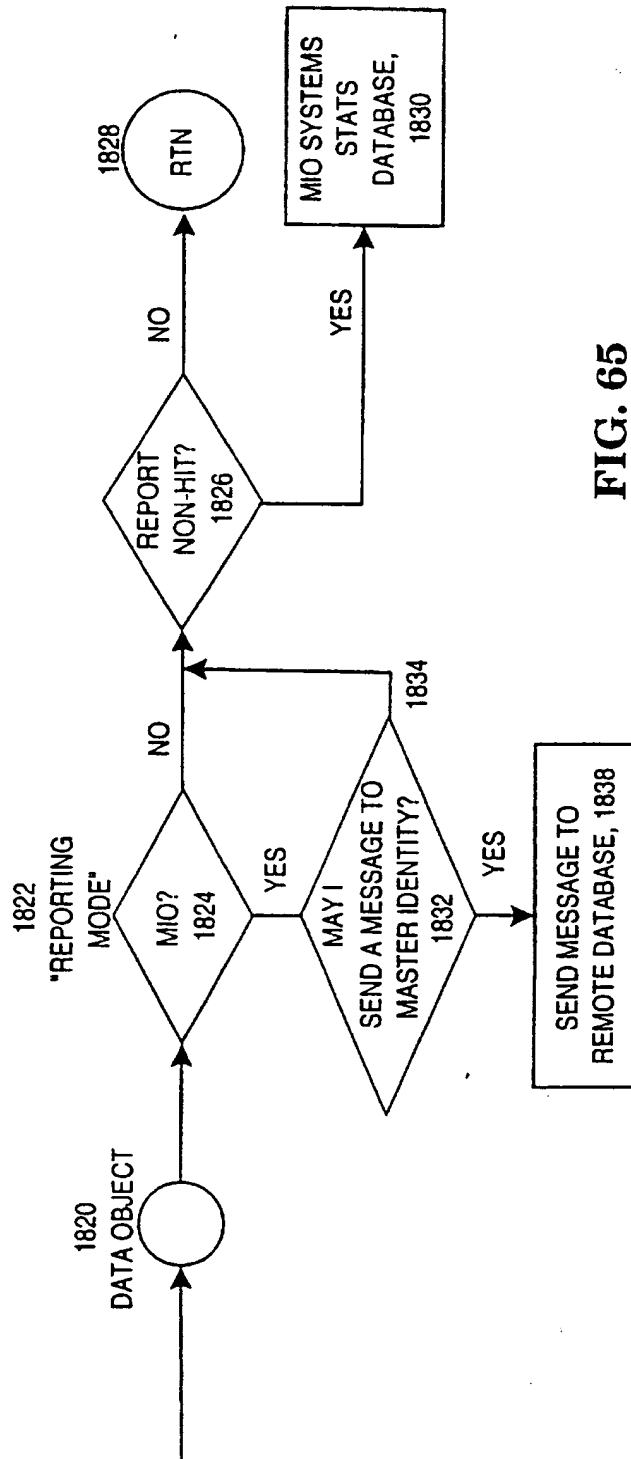 1820
DATA OBJECT
1822
"REPORTING
MODE"
MIO?
1824
NO
YES
MAY I
SEND A MESSAGE TO
MASTER IDENTITY?
1832
1834
YES
SEND MESSAGE TO
REMOTE DATABASE, 1838
REPORT
NON-HIT?
1826
NO
1828
RTN
YES
MIO SYSTEMS
STATS
DATABASE,
1830
FIG. 65